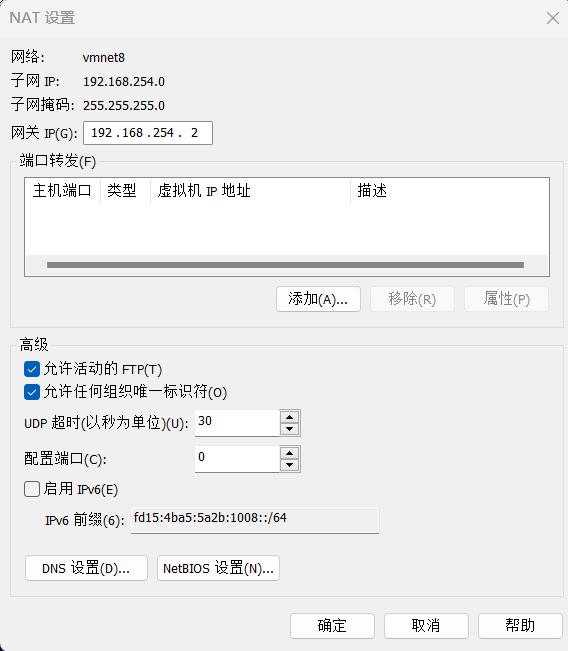 NAT 设置
网络: vmnet8
子网 IP: 192.168.254.0
子网掩码: 255.255.255.0
网关 IP(G): 192 . 168 . 254 . 2
端口转发(F)
主机端口 类型 虚拟机 IP 地址 描述
添加(A)... 移除(R) 属性(P)
高级
允许活动的 FTP(T)
允许任何组织唯一标识符(O)
UDP 超时(以秒为单位)(U): 30
配置端口(C): 0
启用 IPv6(E)
IPv6 前缀(6): fd15:4ba5:5a2b:1008::/64
DNS 设置(D)... NetBIOS 设置(N)...
确定 取消 帮助